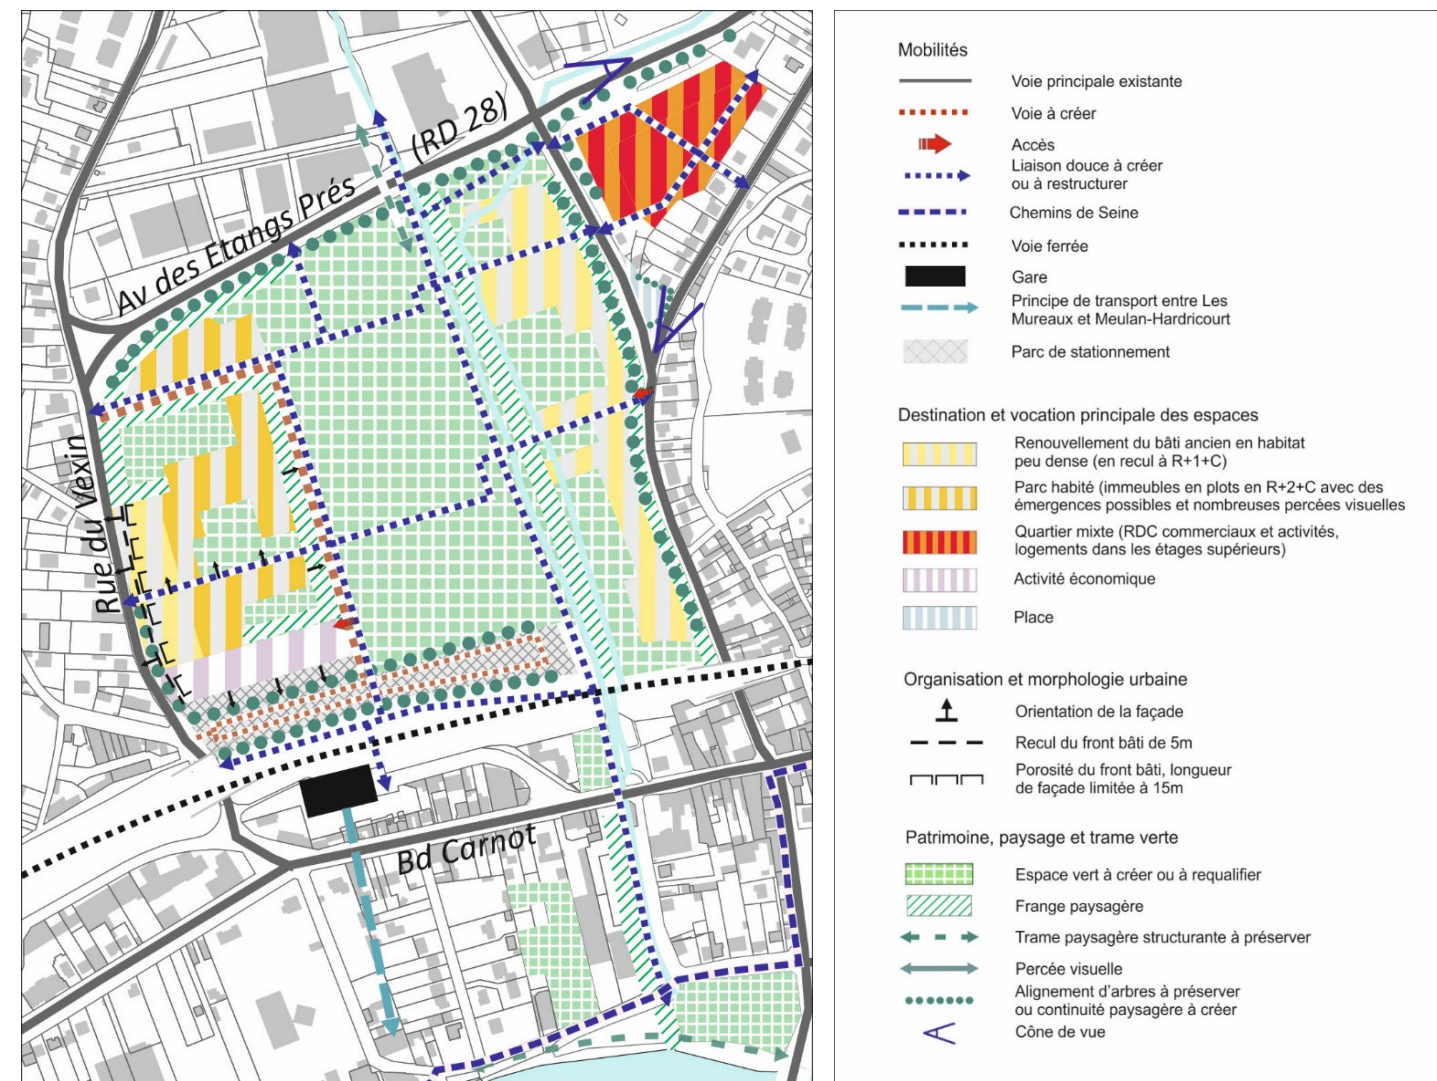 Av des Etangs Prés
(RD 28)
Rue du Vexin
Bd Carnot
Mobilités
Voie principale existante
Voie à créer
Accès
Liaison douce à créer
ou à restructurer
Chemins de Seine
Voie ferrée
Gare
Principe de transport entre Les
Mureaux et Meulan-Hardricourt
Parc de stationnement
Destination et vocation principale des espaces
Renouvellement du bâti ancien en habitat
peu dense (en recul à R+1+C)
Parc habité (immeubles en plots en R+2+C avec des
émergences possibles et nombreuses percées visuelles
Quartier mixte (RDC commerciaux et activités,
logements dans les étages supérieurs)
Activité économique
Place
Organisation et morphologie urbaine
Orientation de la façade
Recul du front bâti de 5m
Porosité du front bâti, longueur
de façade limitée à 15m
Patrimoine, paysage et trame verte
Espace vert à créer ou à requalifier
Frange paysagère
Trame paysagère structurante à préserver
Percée visuelle
Alignement d'arbres à préserver
ou continuité paysagère à créer
Cône de vue